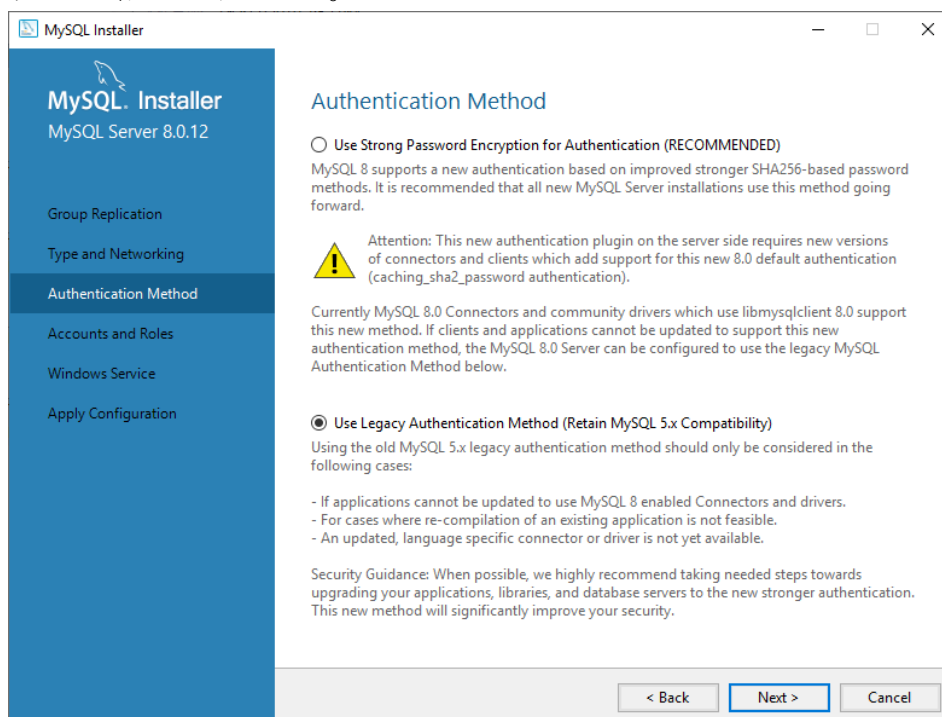 MySQL Installer
MySQL. Installer
MySQL Server 8.0.12
Group Replication
Type and Networking
Authentication Method
Accounts and Roles
Windows Service
Apply Configuration
Authentication Method
Use Strong Password Encryption for Authentication (RECOMMENDED)
MySQL 8 supports a new authentication based on improved stronger SHA256-based password
methods. It is recommended that all new MySQL Server installations use this method going
forward.
Attention: This new authentication plugin on the server side requires new versions
of connectors and clients which add support for this new 8.0 default authentication
(caching_sha2_password authentication).
Currently MySQL 8.0 Connectors and community drivers which use libmysqlclient 8.0 support
this new method. If clients and applications cannot be updated to support this new
authentication method, the MySQL 8.0 Server can be configured to use the legacy MySQL
Authentication Method below.
Use Legacy Authentication Method (Retain MySQL 5.x Compatibility)
Using the old MySQL 5.x legacy authentication method should only be considered in the
following cases:
- If applications cannot be updated to use MySQL 8 enabled Connectors and drivers.
- For cases where re-compilation of an existing application is not feasible.
- An updated, language specific connector or driver is not yet available.
Security Guidance: When possible, we highly recommend taking needed steps towards
upgrading your applications, libraries, and database servers to the new stronger authentication.
This new method will significantly improve your security.
< Back
Next >
Cancel